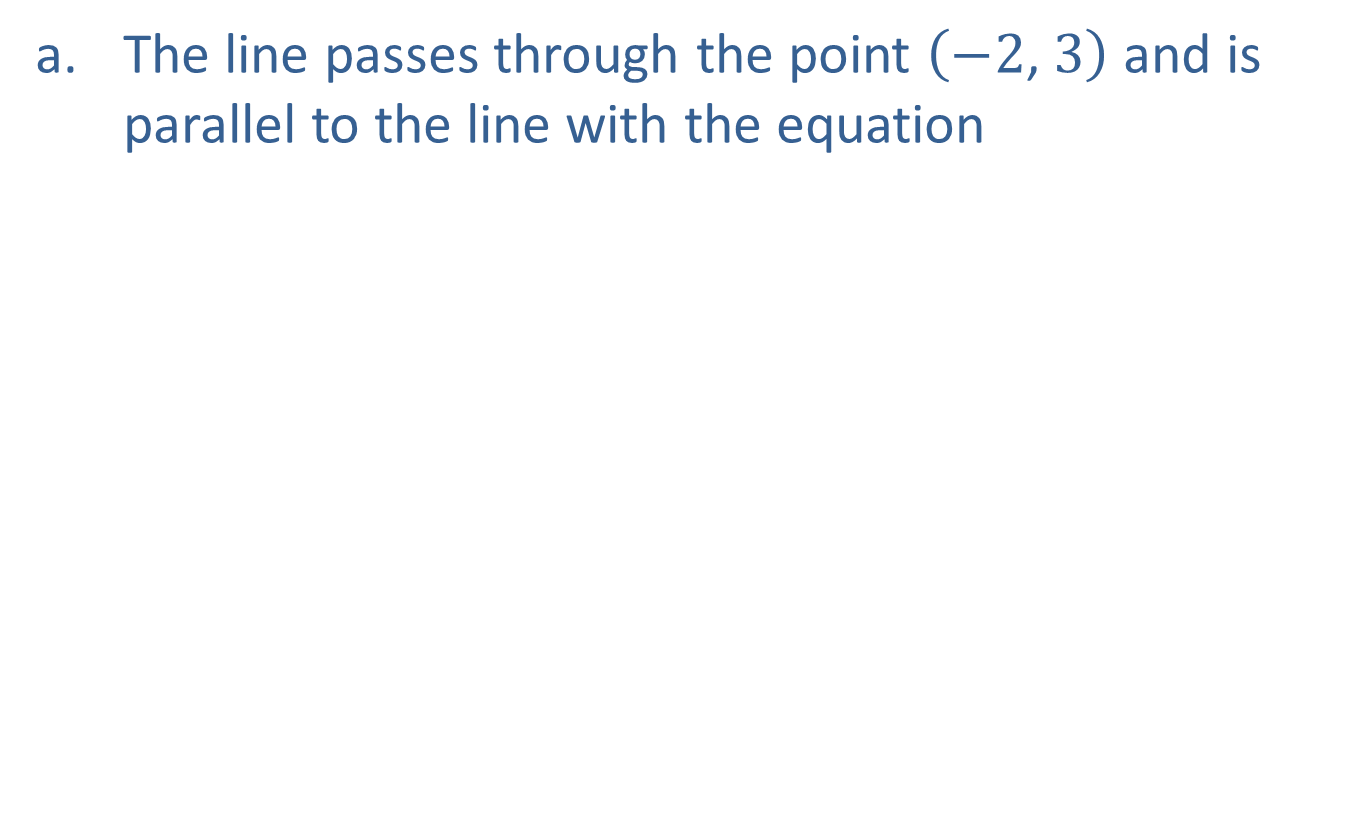 a. The line passes through the point (−2, 3) and is
parallel to the line with the equation